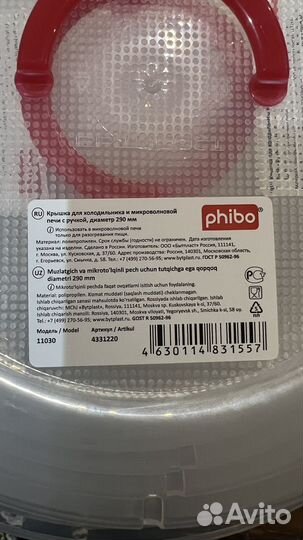 RU Крышка для холодильника и микроволновой
печи с ручкой, диаметр 290 мм
phibo
Использовать в микроволновой печи
только для разогревания пищи.
Материал: полипропилен. Срок службы (годности) не ограничен. Дата изготовления
указана на изделии. Сделано в России. Изготовитель: ООО «Бытпласт» Россия, 111141,
г. Москва, ул. Кусковская, д. 37/60. Адрес производства: Россия, 140301, Московская область,
г. Егорьевск, ул. Смычка, д. 58. Тел.: +7 (499) 270-56-95; www.bytplast.ru. ГОСТ Р 50962-96
UZ Muzlatgich va mikroto'lqinli pech uchun tutqichga ega qopqoq
diametri 290 mm
Mikroto'lqinli pechda faqat ovqatlarni isitish uchun foydalaning.
Material: polipropilen. Xizmat muddati (saqlash muddati) cheklanmagan.
Ishlab chiqarilgan sanasi mahsulotda ko'rsatilgan. Rossiyada ishlab chiqarilgan. Ishlab
chiqaruvchi MCHJ «Bytplast», Rossiya, 111141, Moskva, Kuskovskaya ko'chasi, 37/60.
Ishlab chiqarish manzili: Rossiya, 140301, Moskva viloyati, Yegoryevsk sh., Smichka k-si, 58 uy.
Tel.: +7 (499) 270-56-95; www.bytplast.ru. GOST R 50962-96
Модель / Model
11030
Артикул / Artikul
4331220
4 630114 831557
ПП
Avito